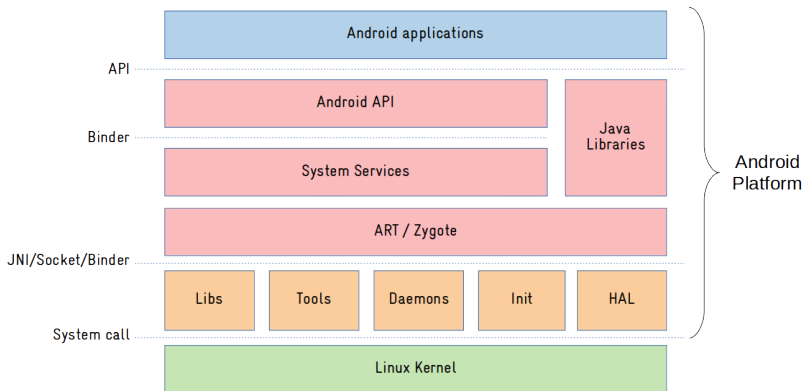 Android applications
API
Android API
Java
Libraries
Binder
System Services
Android
Platform
ART / Zygote
JNI/Socket/Binder
Libs
Tools
Daemons
Init
HAL
System call
Linux Kernel